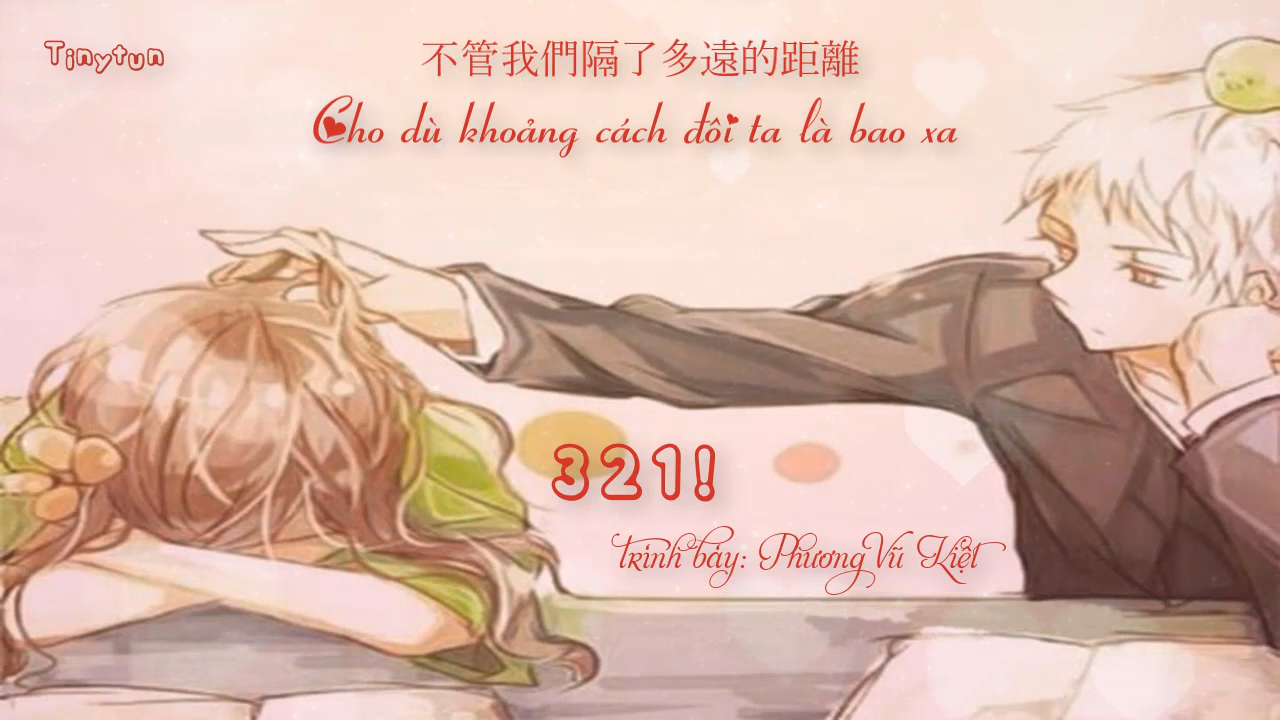 Tinytun
不管我們隔了多遠的距離
Cho dù khoảng cách đôi ta là bao xa
321!
trình bày: Phương Vũ Kiệt